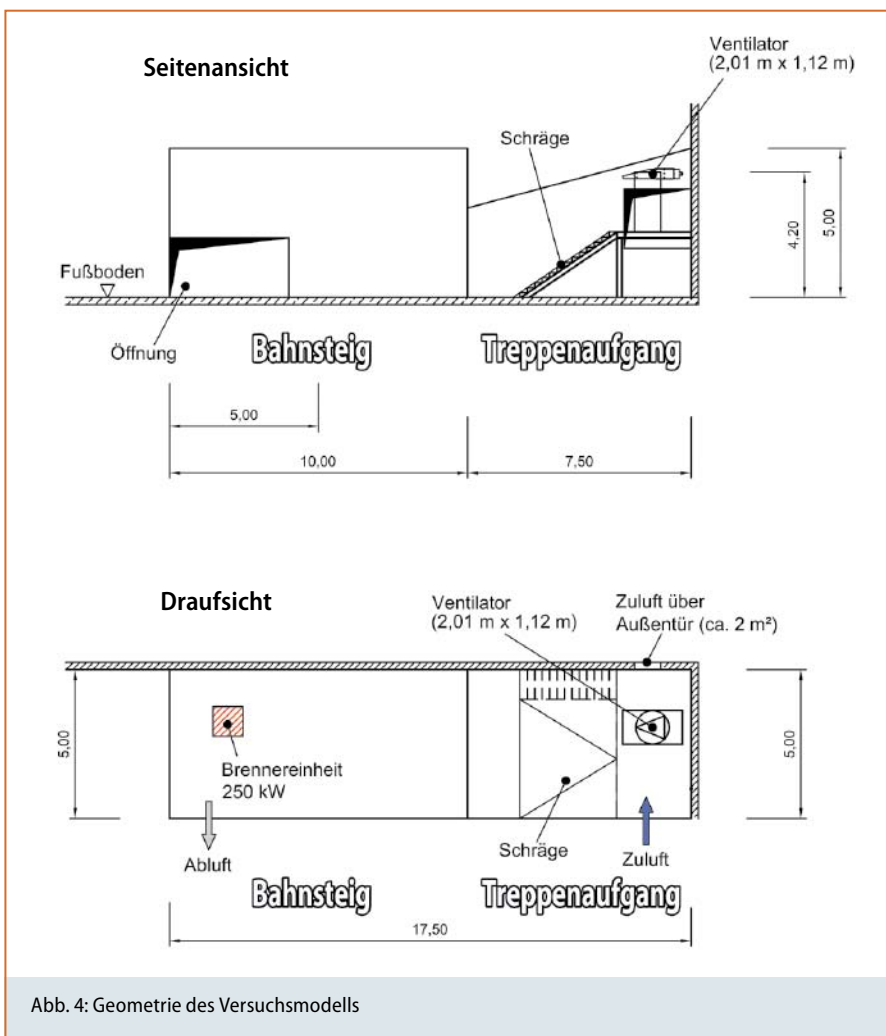 Seitenansicht
Ventilator
(2,01 m x 1,12 m)
Schräge
Fußboden
Öffnung
4,20
5,00
Bahnsteig
Treppenaufgang
5,00
10,00
7,50
Draufsicht
Ventilator
(2,01 m x 1,12 m)
Zuluft über
Außentür (ca. 2 m²)
5,00
5,00
Brennereinheit
250 kW
Abluft
Schräge
Zuluft
Bahnsteig
Treppenaufgang
17,50
Abb. 4: Geometrie des Versuchsmodells